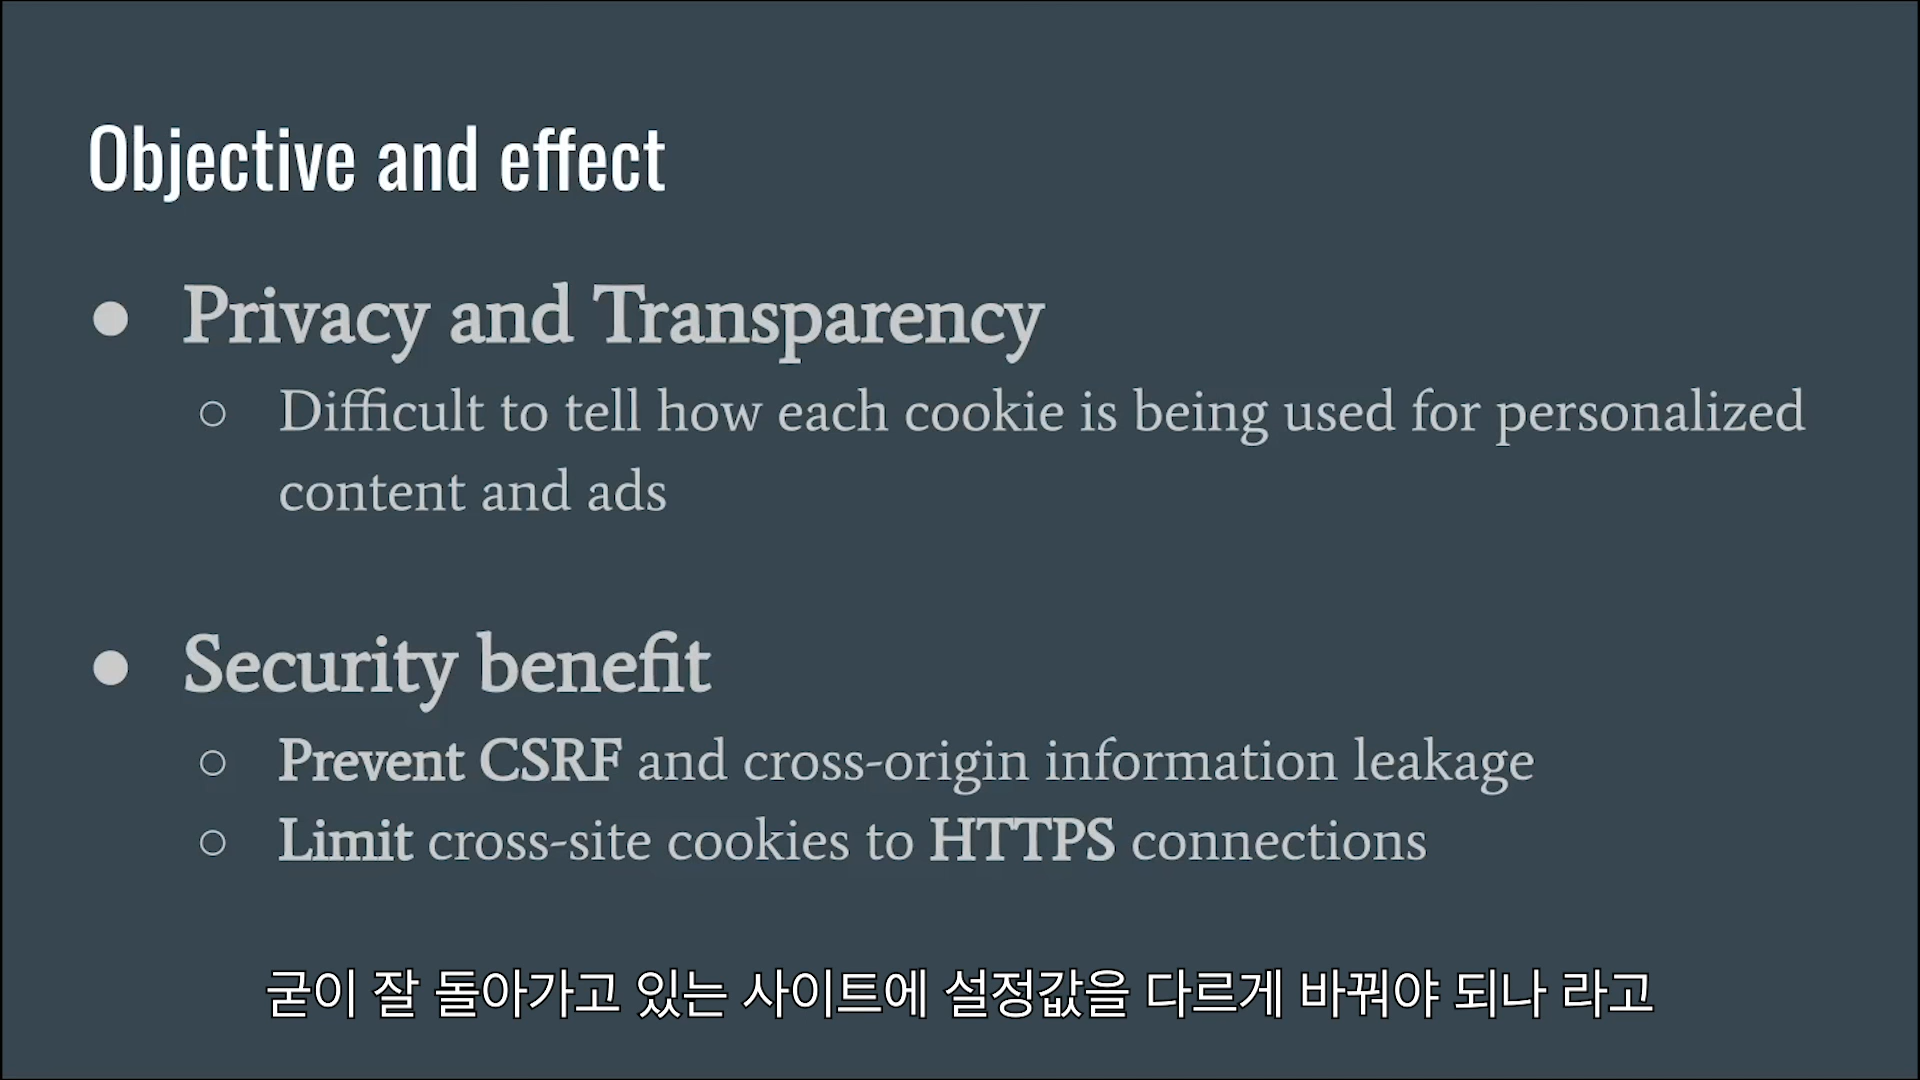 Objective and effect
● Privacy and Transparency
○ Difficult to tell how each cookie is being used for personalized
content and ads
● Security benefit
○ Prevent CSRF and cross-origin information leakage
○ Limit cross-site cookies to HTTPS connections
굳이 잘 돌아가고 있는 사이트에 설정값을 다르게 바꿔야 되나 라고